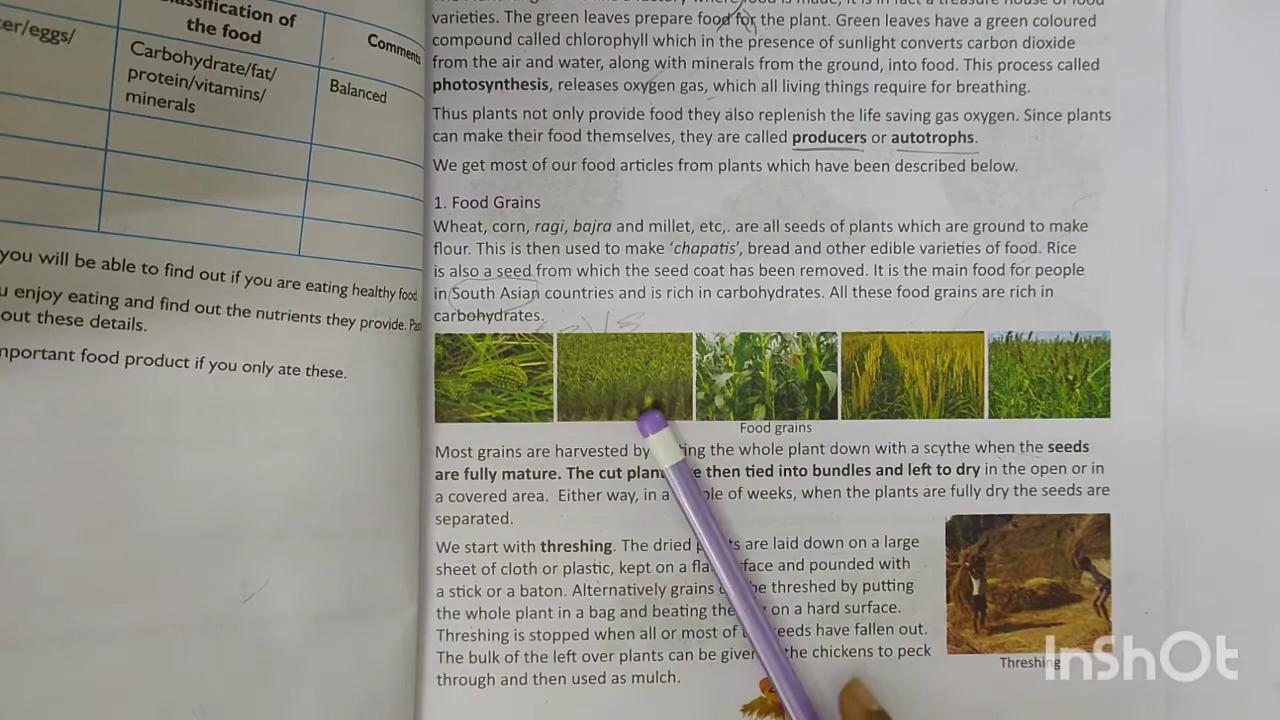 Classification of
the food
Comments
ter/eggs/
Carbohydrate/fat/
protein/vitamins/
minerals
Balanced
you will be able to find out if you are eating healthy food
u enjoy eating and find out the nutrients they provide.
out these details.
mportant food product if you only ate these.
varieties. The green leaves prepare food for the plant. Green leaves have a green coloured
compound called chlorophyll which in the presence of sunlight converts carbon dioxide
from the air and water, along with minerals from the ground, into food. This process called
photosynthesis, releases oxygen gas, which all living things require for breathing.
Thus plants not only provide food they also replenish the life saving gas oxygen. Since plants
can make their food themselves, they are called producers or autotrophs.
We get most of our food articles from plants which have been described below.
1. Food Grains
Wheat, corn, ragi, bajra and millet, etc,. are all seeds of plants which are ground to make
flour. This is then used to make ‘chapatis’, bread and other edible varieties of food. Rice
is also a seed from which the seed coat has been removed. It is the main food for people
in South Asian countries and is rich in carbohydrates. All these food grains are rich in
carbohydrates.
Food grains
Most grains are harvested by ing the whole plant down with a scythe when the seeds
are fully mature. The cut plan e then tied into bundles and left to dry in the open or in
a covered area. Either way, in a le of weeks, when the plants are fully dry the seeds are
separated.
We start with threshing. The dried p ts are laid down on a large
sheet of cloth or plastic, kept on a fla rface and pounded with
a stick or a baton. Alternatively grains be threshed by putting
the whole plant in a bag and beating the on a hard surface.
Threshing is stopped when all or most of t eeds have fallen out.
The bulk of the left over plants can be give the chickens to peck
through and then used as mulch.
Threshing
InShOt